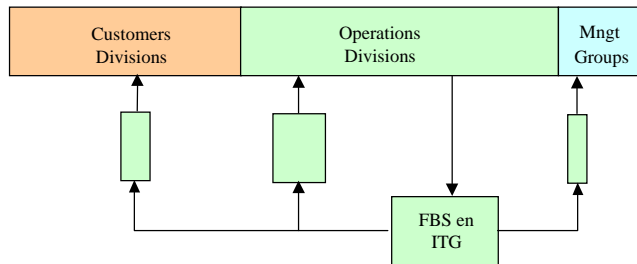 Customers
Divisions
Operations
Divisions
Mngt
Groups
FBS en
ITG